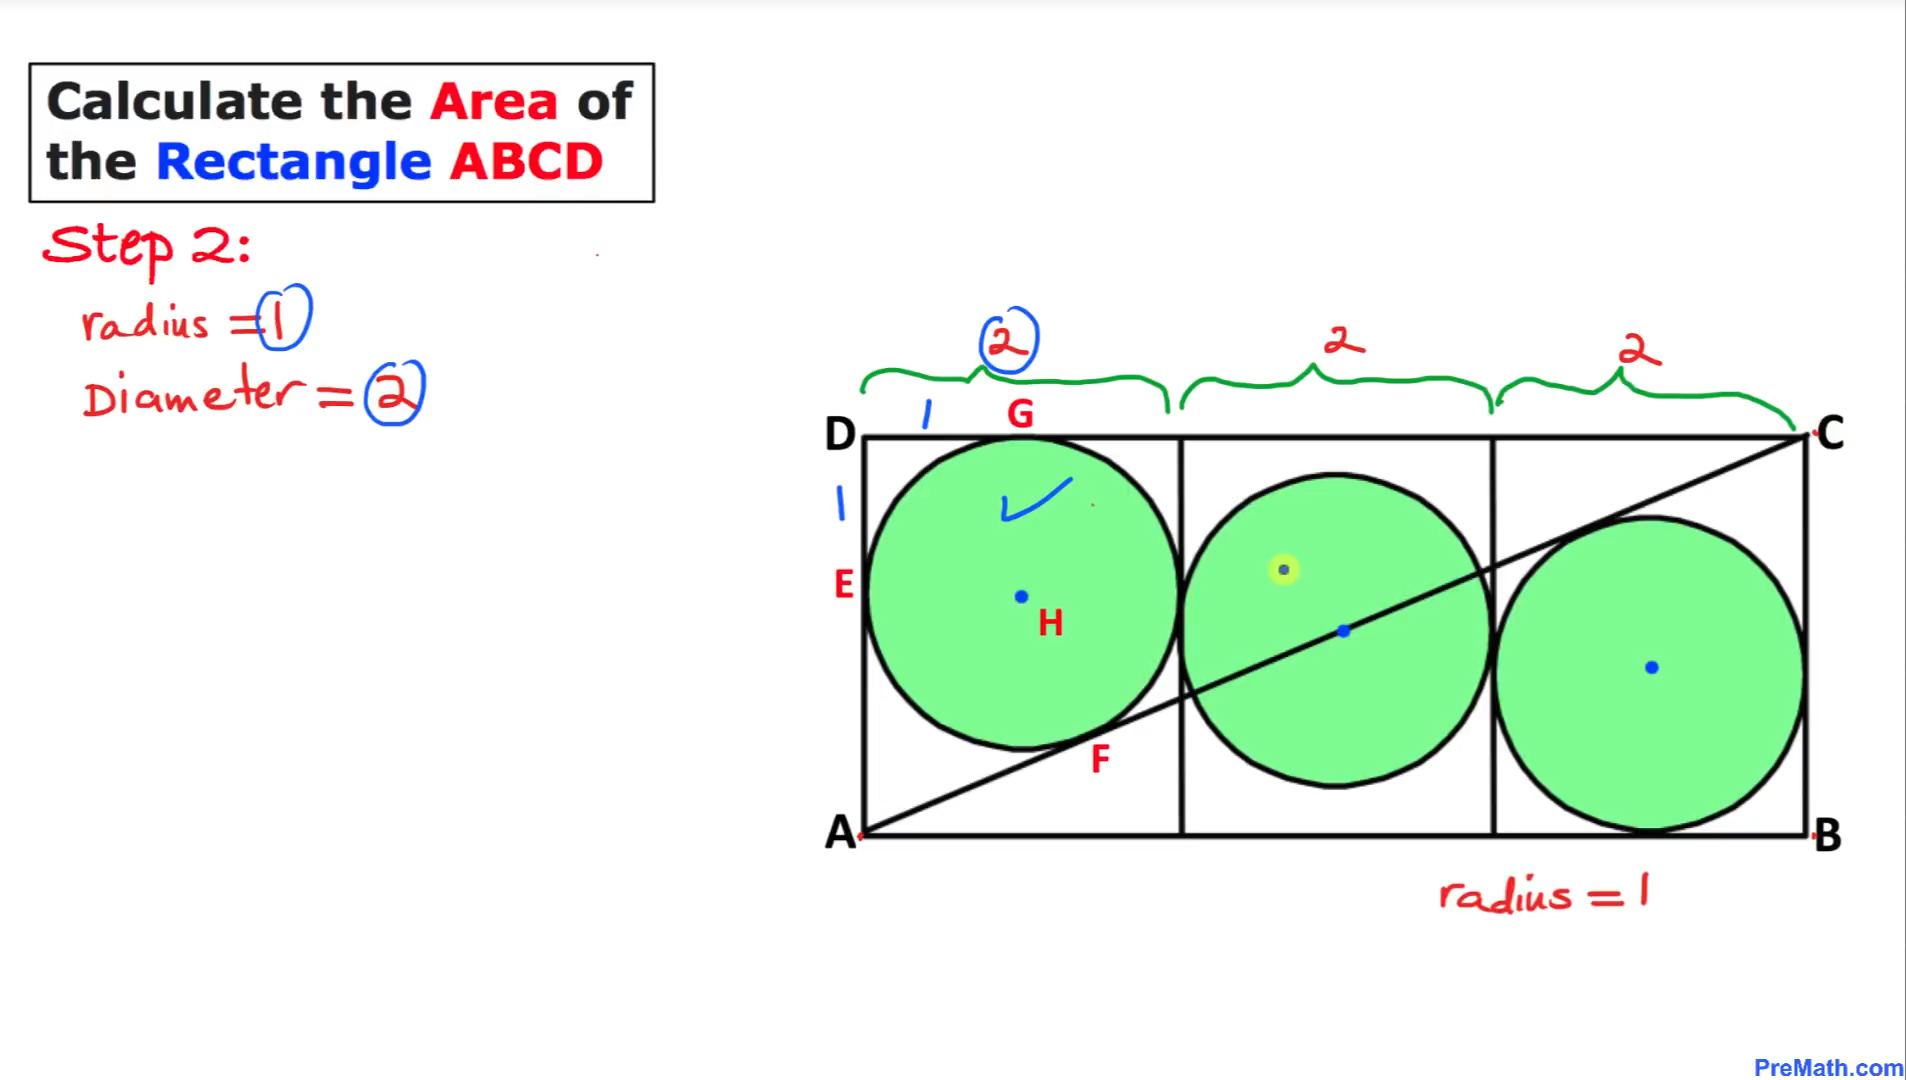 Calculate the Area of
the Rectangle ABCD
Step 2:
radius = 1
Diameter = 2
2 2 2
1 G
D C
1
E
H
F
A B
radius = 1
PreMath.com